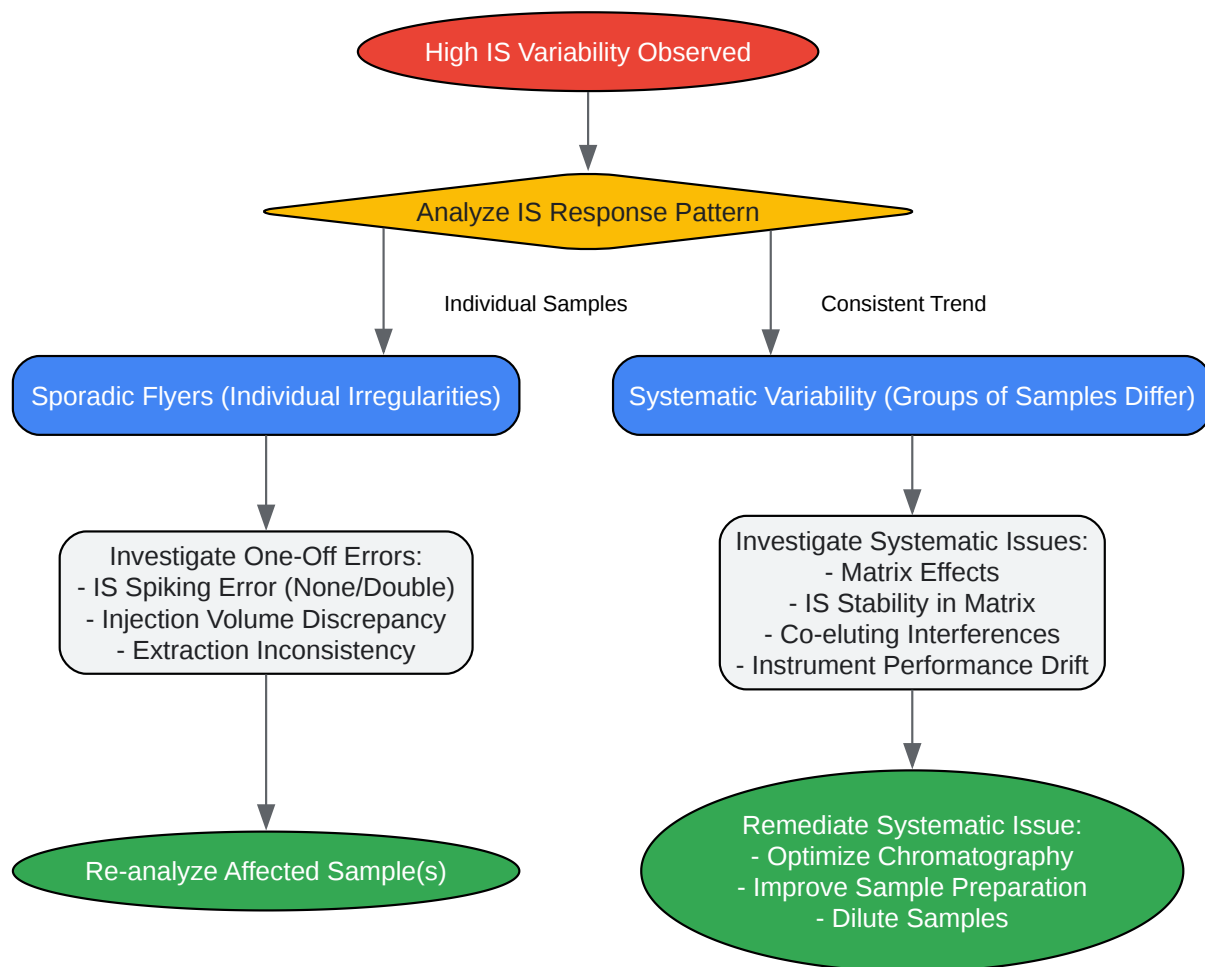 High IS Variability Observed
Analyze IS Response Pattern
Individual Samples
Consistent Trend
Sporadic Flyers (Individual Irregularities)
Systematic Variability (Groups of Samples Differ)
Investigate One-Off Errors:
- IS Spiking Error (None/Double)
- Injection Volume Discrepancy
- Extraction Inconsistency
Investigate Systematic Issues:
- Matrix Effects
- IS Stability in Matrix
- Co-eluting Interferences
- Instrument Performance Drift
Re-analyze Affected Sample(s)
Remediate Systematic Issue:
- Optimize Chromatography
- Improve Sample Preparation
- Dilute Samples